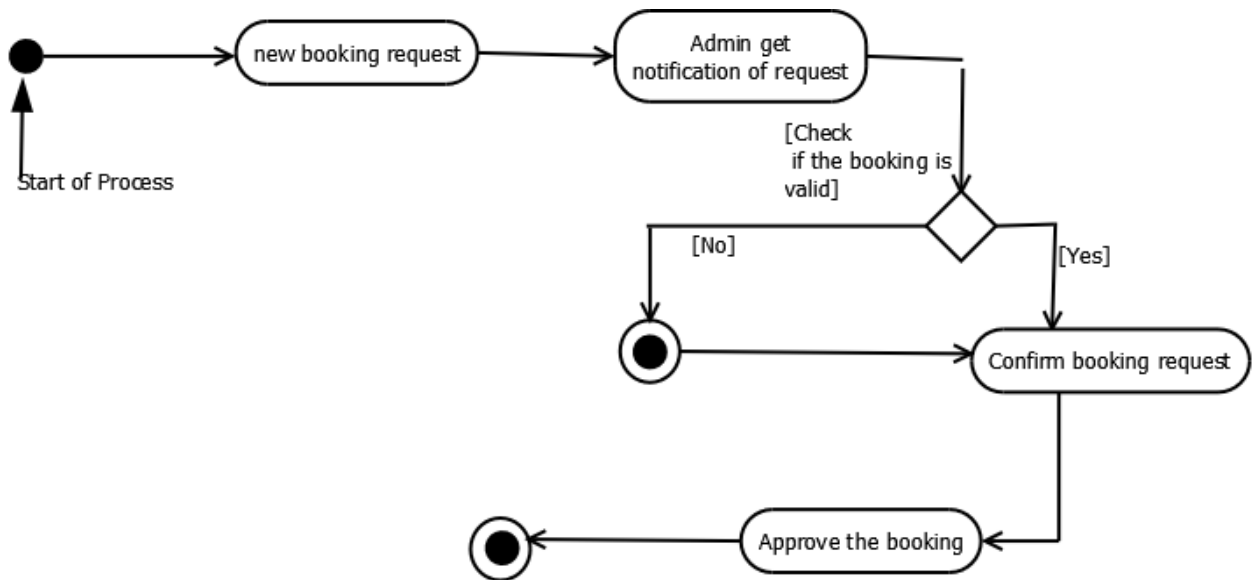 new booking request
Admin get
notification of request
Start of Process
[Check
if the booking is
valid]
[No]
[Yes]
Confirm booking request
Approve the booking